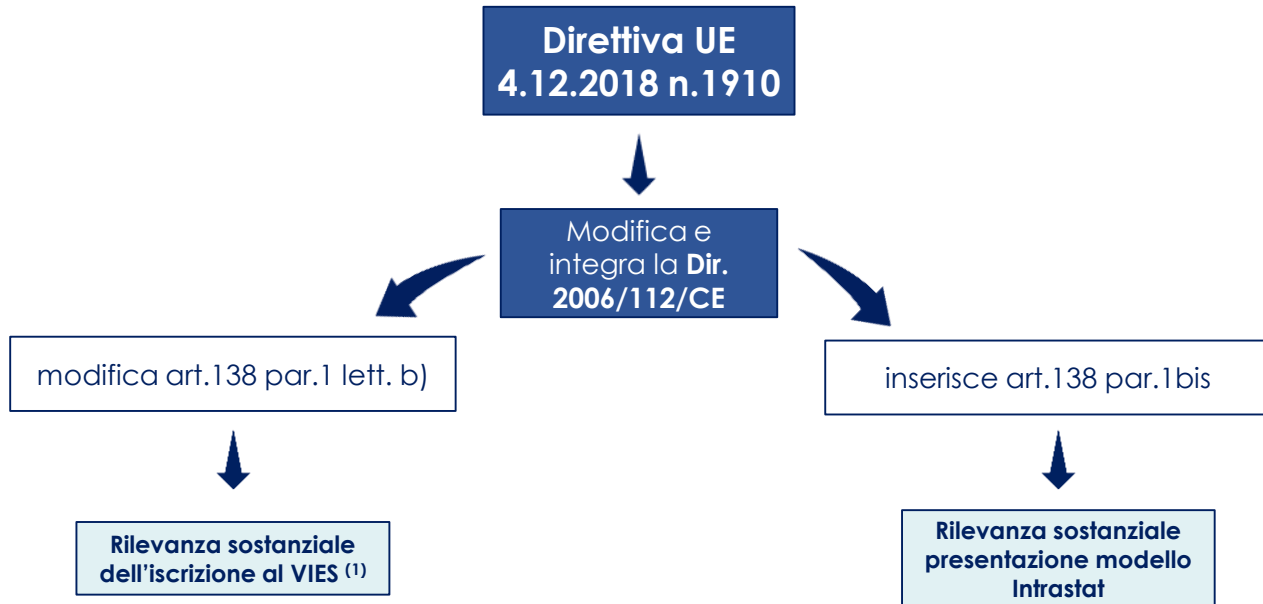 Direttiva UE
4.12.2018 n.1910
Modifica e
integra la Dir.
2006/112/CE
modifica art.138 par.1 lett. b)
inserisce art.138 par.1bis
Rilevanza sostanziale
dell’iscrizione al VIES (1)
Rilevanza sostanziale
presentazione modello
Intrastat